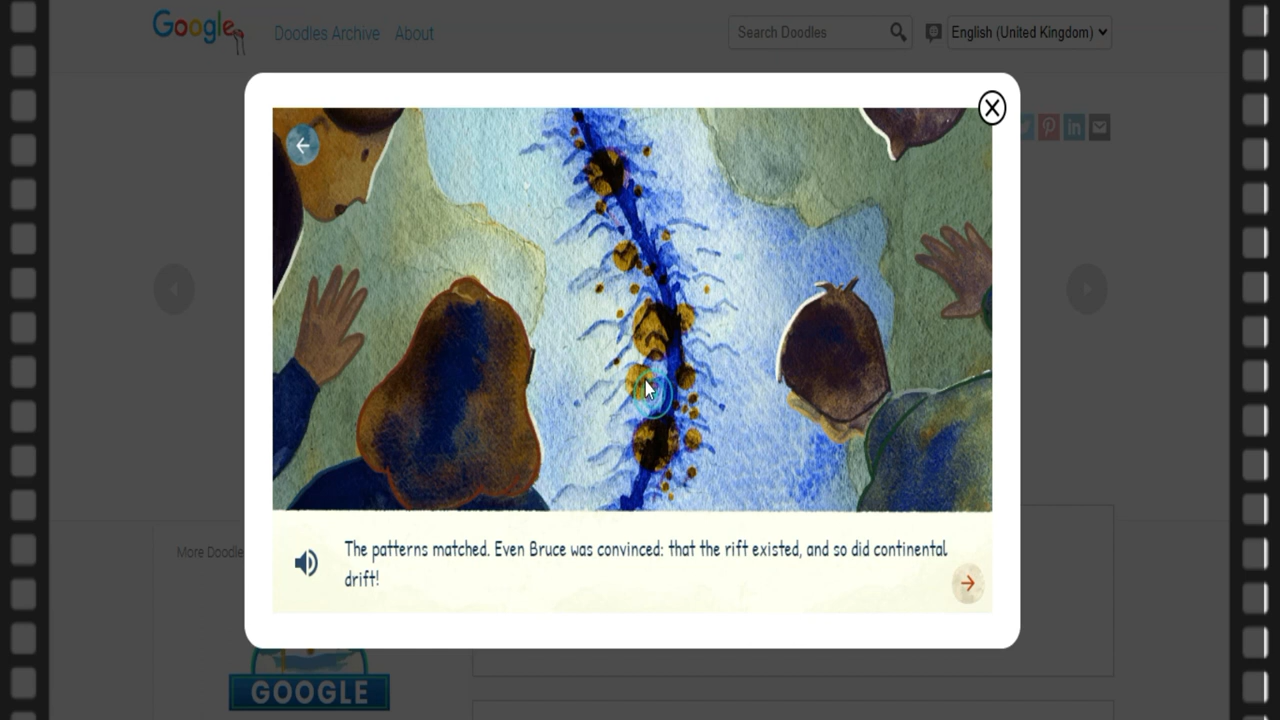 Google
Doodles Archive
About
Search Doodles
English (United Kingdom)
The patterns matched. Even Bruce was convinced: that the rift existed, and so did continental
drift!
More Doodle
GOOGLE